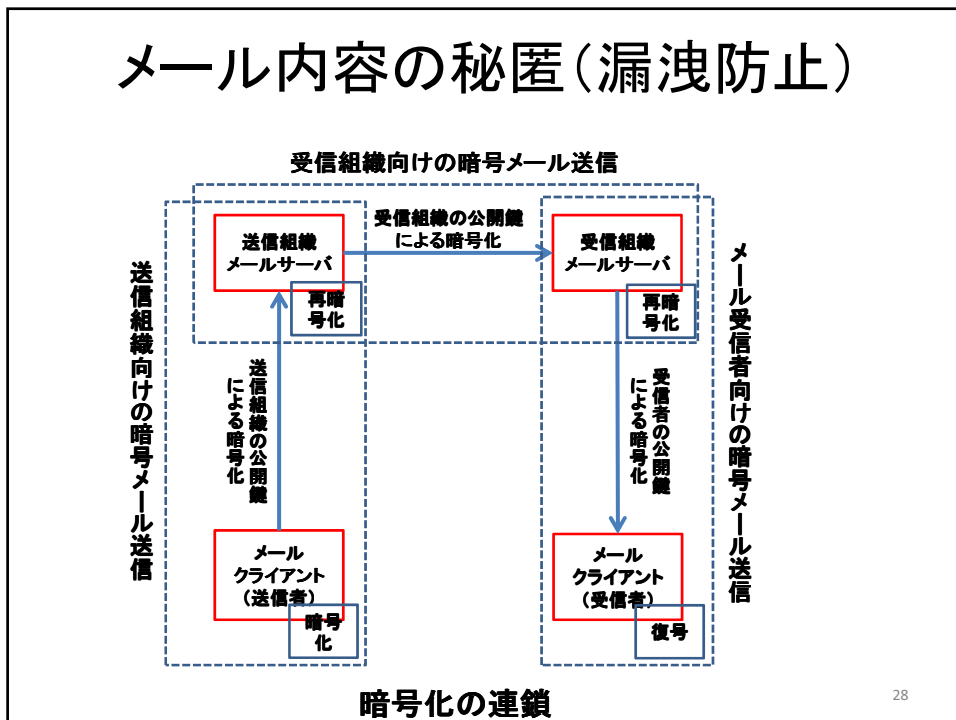 メール内容の秘匿(漏洩防止)
受信組織向けの暗号メール送信
送信組織
メールサーバ
再暗
号化
受信組織の公開鍵
による暗号化
受信組織
メールサーバ
再暗
号化
送信組織向けの暗号メール送信
送信組織の公開鍵
による暗号化
受信者の公開鍵
による暗号化
メール受信者向けの暗号メール送信
メール
クライアント
(送信者)
暗号
化
メール
クライアント
(受信者)
復号
暗号化の連鎖
28